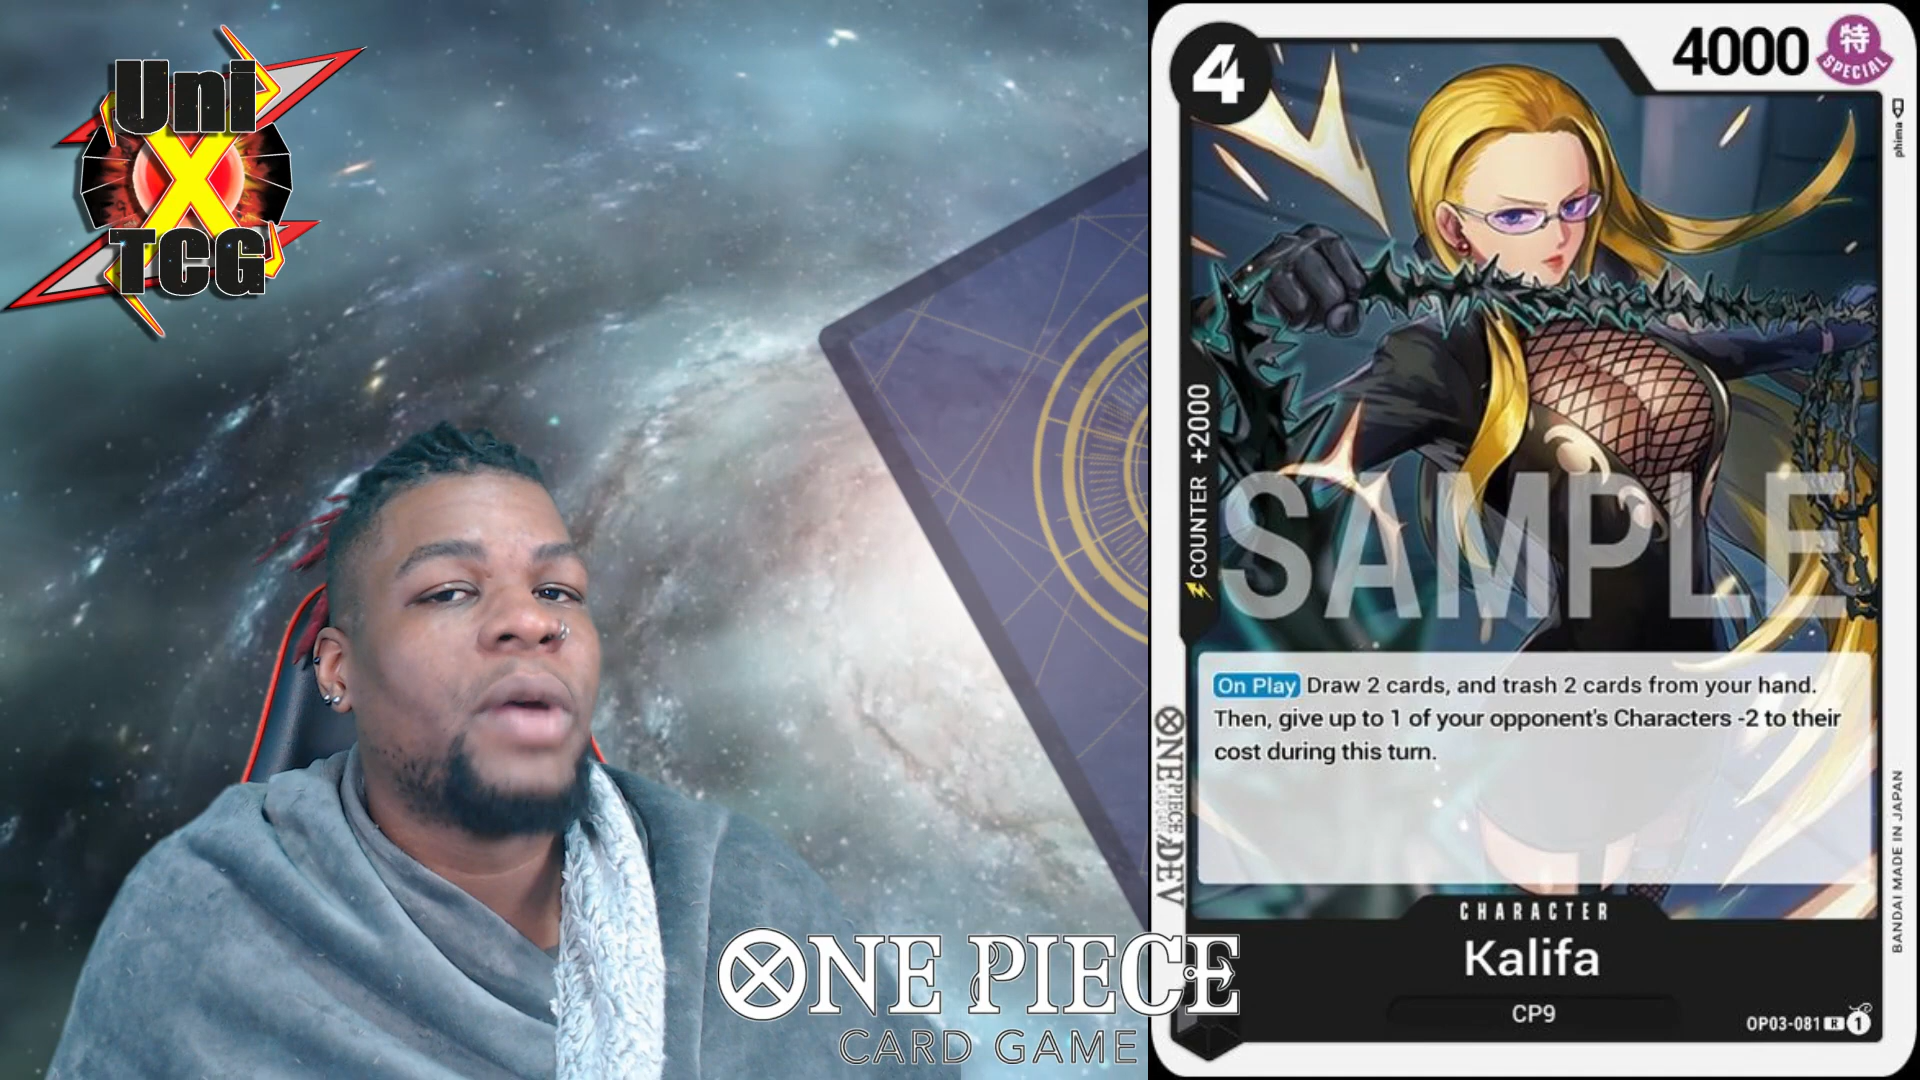 Uni
X
TCG
4
4000
特
SPECIAL
phima
COUNTER +2000
SAMPLE
On Play Draw 2 cards, and trash 2 cards from your hand.
Then, give up to 1 of your opponent's Characters -2 to their
cost during this turn.
ONE PIECE DEV
BANDAI MADE IN JAPAN
CHARACTER
Kalifa
CP9
OP03-081 R 1
ONE PIECE
CARD GAME